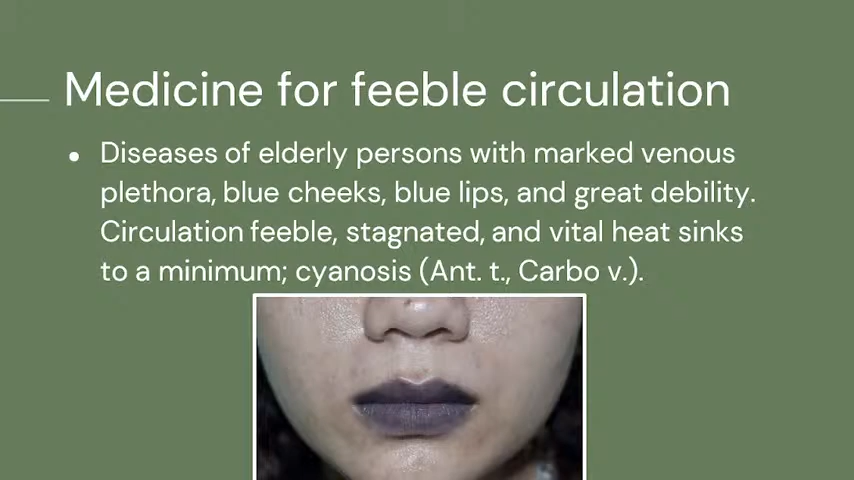 Medicine for feeble circulation
• Diseases of elderly persons with marked venous
plethora, blue cheeks, blue lips, and great debility.
Circulation feeble, stagnated, and vital heat sinks
to a minimum; cyanosis (Ant. t., Carbo v.).